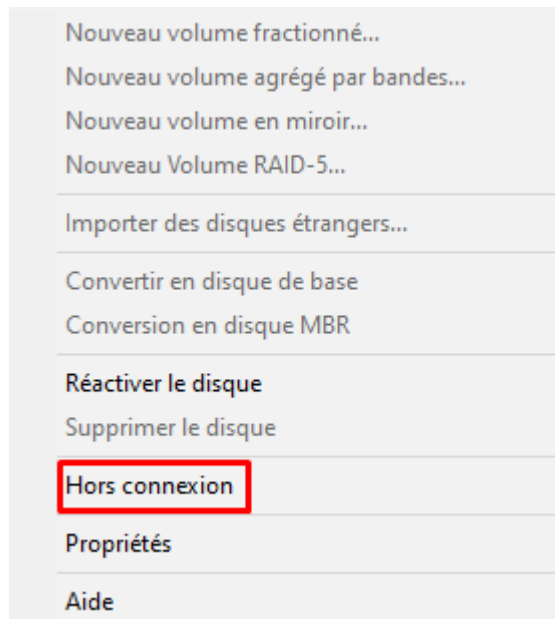 Nouveau volume fractionné...
Nouveau volume agrégé par bandes...
Nouveau volume en miroir...
Nouveau Volume RAID-5...
Importer des disques étrangers...
Convertir en disque de base
Conversion en disque MBR
Réactiver le disque
Supprimer le disque
Hors connexion
Propriétés
Aide